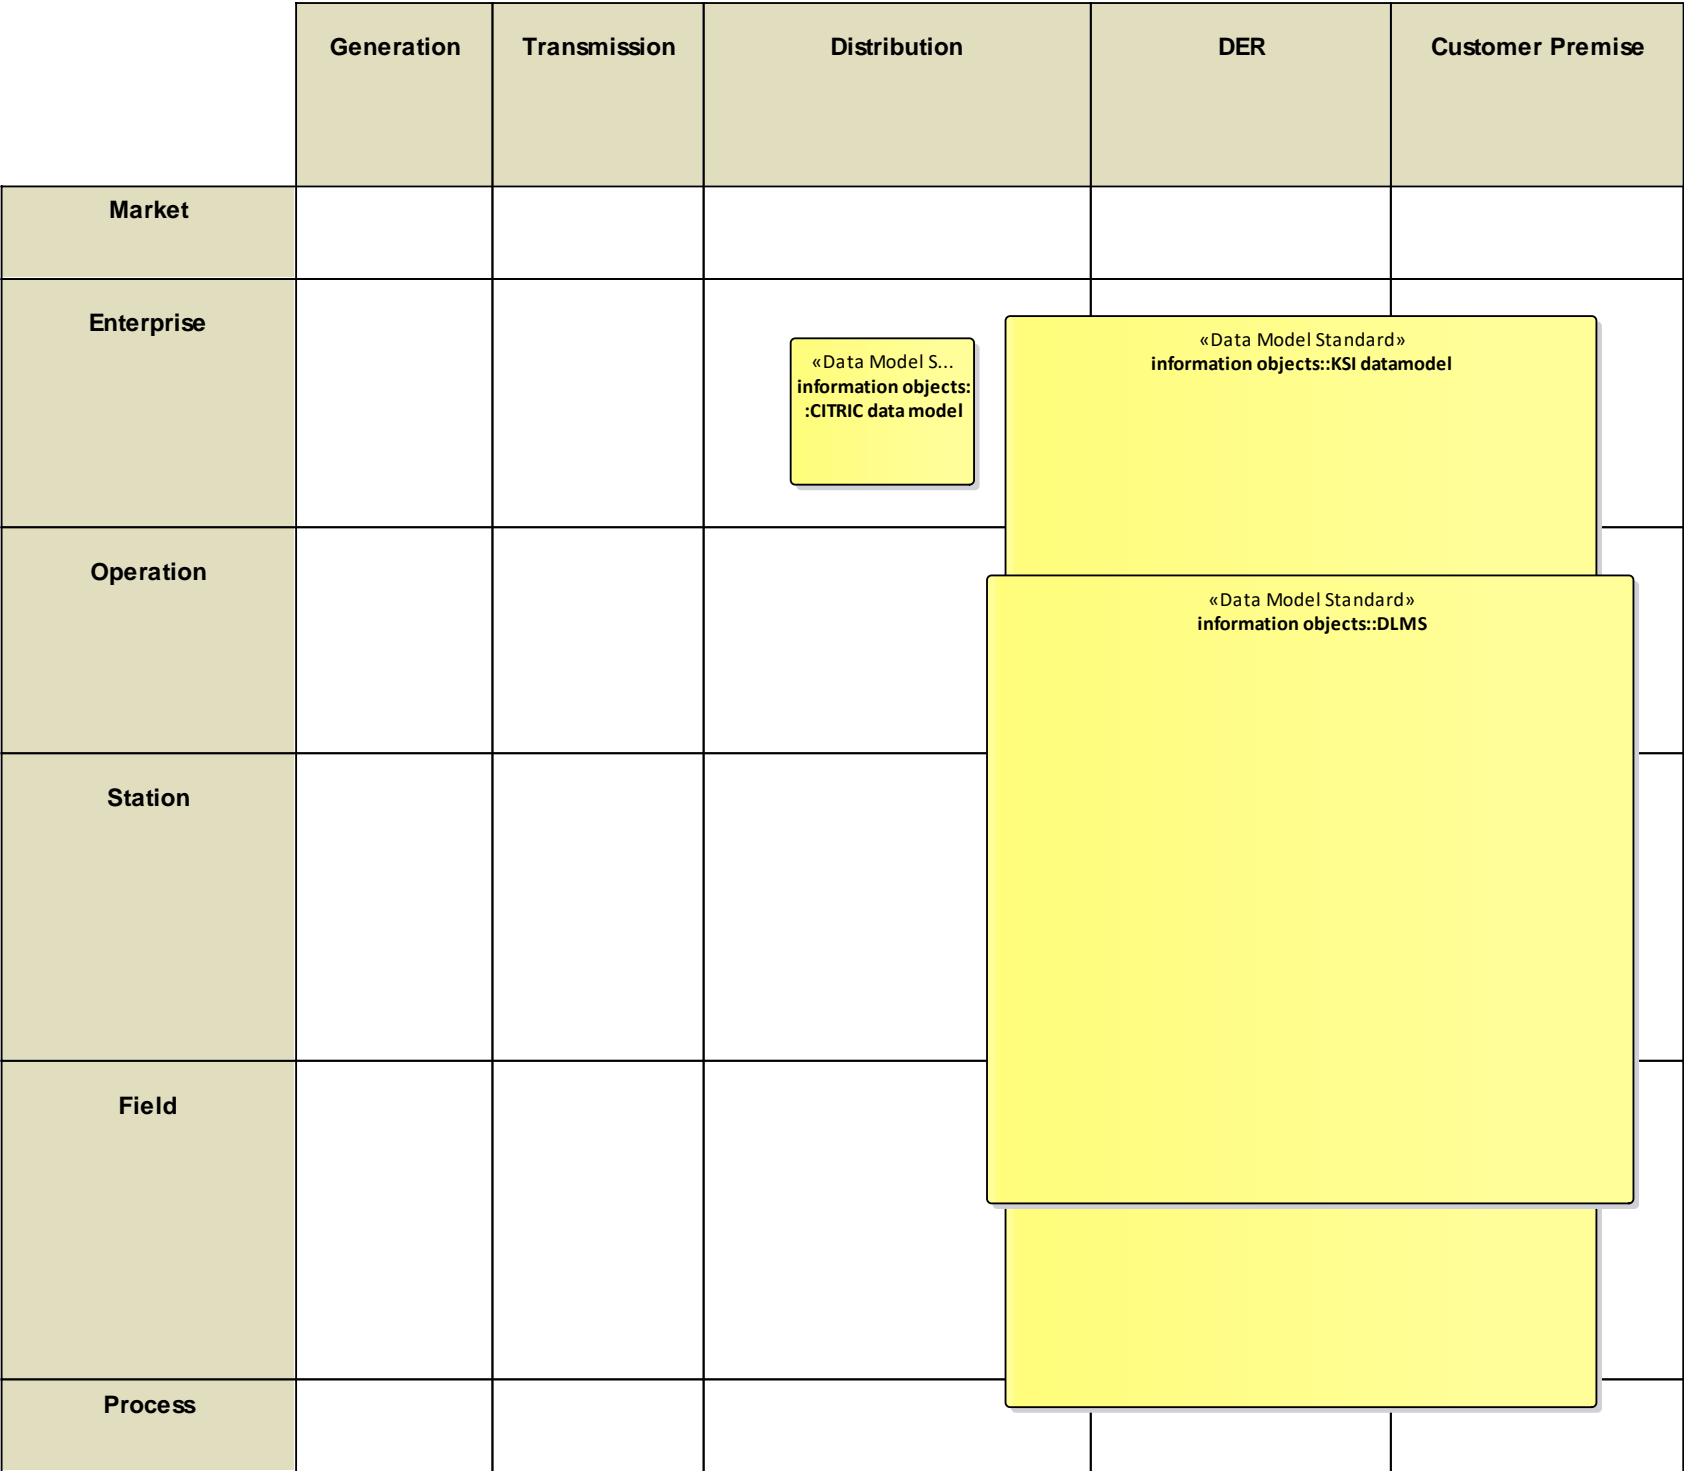 Generation
Transmission
Distribution
DER
Customer Premise
Market
Enterprise
«Data Model S...
information objects:
:CITRIC data model
«Data Model Standard»
information objects::KSI datamodel
Operation
«Data Model Standard»
information objects::DLMS
Station
Field
Process